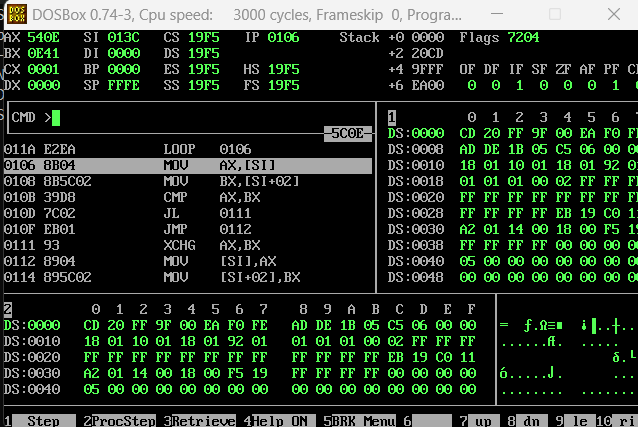 DOSBox 0.74-3, Cpu speed: 3000 cycles, Frameskip 0, Progra...
AX 540E SI 013C CS 19F5 IP 0106 Stack +0 0000 Flags 7204
BX 0E41 DI 0000 DS 19F5 +2 20CD
CX 0001 BP 0000 ES 19F5 HS 19F5 +4 9FFF OF DF IF SF ZF AF PF C
DX 0000 SP FFFE SS 19F5 FS 19F5 +6 EA00 0 0 1 0 0 0 1 0
CMD >
5C0E
1 0 1 2 3 4 5 6 7
011A E2EA LOOP 0106 DS:0000 CD 20 FF 9F 00 EA F0 F
0106 8B04 MOV AX,[SI] DS:0008 AD DE 1B 05 C5 06 00 00
0108 8B5C02 MOV BX,[SI+02] DS:0010 18 01 10 01 18 01 92 0
010B 39D8 CMP AX,BX DS:0018 01 01 01 00 02 FF FF F
010D 7C02 JL 0111 DS:0020 FF FF FF FF FF FF FF F
010F EB01 JMP 0112 DS:0028 FF FF FF FF EB 19 C0 1
0111 93 XCHG AX,BX DS:0030 A2 01 14 00 18 00 F5 19
0112 8904 MOV [SI],AX DS:0038 FF FF FF FF 00 00 00 00
0114 895C02 MOV [SI+02],BX DS:0040 05 00 00 00 00 00 00 00
DS:0048 00 00 00 00 00 00 00 00
2 0 1 2 3 4 5 6 7 8 9 A B C D E F
DS:0000 CD 20 FF 9F 00 EA F0 FE AD DE 1B 05 C5 06 00 00
DS:0010 18 01 10 01 18 01 92 01 01 01 01 00 02 FF FF FF
DS:0020 FF FF FF FF FF FF FF FF FF FF FF FF EB 19 C0 11
DS:0030 A2 01 14 00 18 00 F5 19 FF FF FF FF 00 00 00 00
DS:0040 05 00 00 00 00 00 00 00 00 00 00 00 00 00 00 00
1 Step 2ProcStep 3Retrieve 4Help ON 5BRK Menu 6 7 up 8 dn 9 le 10 ri